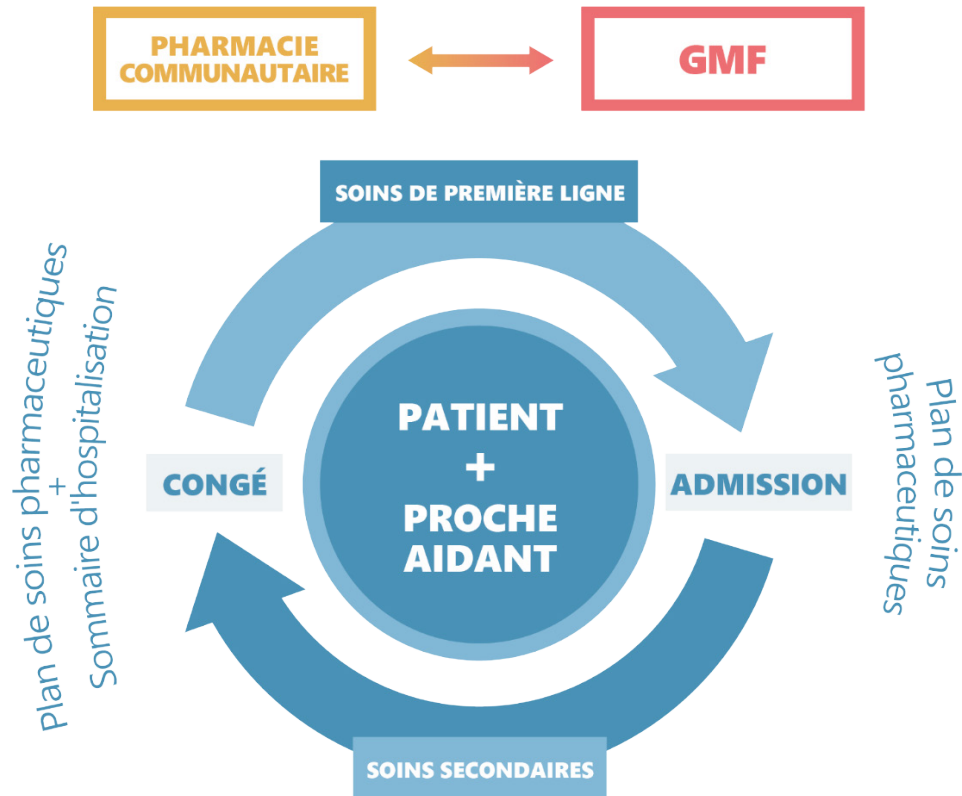 PHARMACIE
COMMUNAUTAIRE
GMF
SOINS DE PREMIÈRE LIGNE
Plan de soins pharmaceutiques
+
Sommaire d'hospitalisation
CONGÉ
PATIENT
+
PROCHE
AIDANT
ADMISSION
Plan de soins
pharmaceutiques
SOINS SECONDAIRES